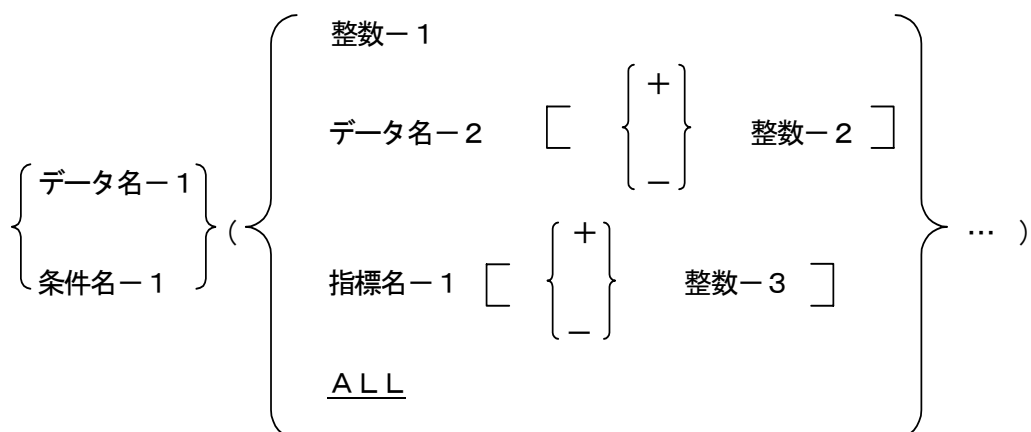 整数－１
＋
データ名－２ ［ ｛ ｝ 整数－２ ］
－
｛ データ名－１ ｝ （ ｛ ｝ … ）
＋
条件名－１ 指標名－１ ［ ｛ ｝ 整数－３ ］
－
ＡＬＬ